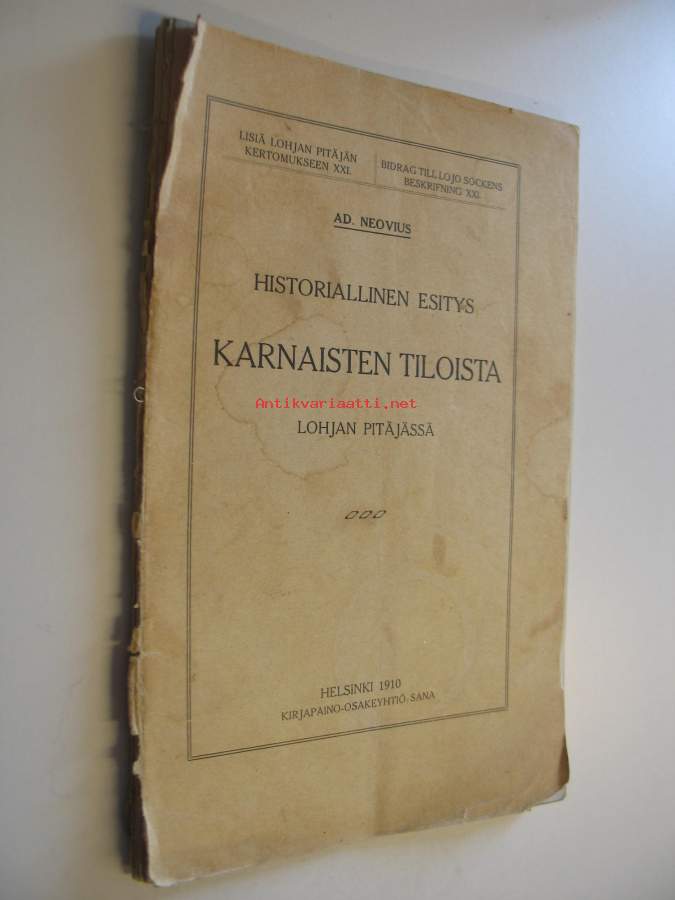 LISIÄ LOHJAN PITÄJÄN
KERTOMUKSEEN XXI.
BIDRAG TILL LOJO SOCKENS
BESKRIFNING XXI.
AD. NEOVIUS
HISTORIALLINEN ESITYS
KARNAISTEN TILOISTA
Antikvariaatti.net
LOHJAN PITÄJÄSSÄ
HELSINKI 1910
KIRJAPAINO-OSAKEYHTIÖ SANA